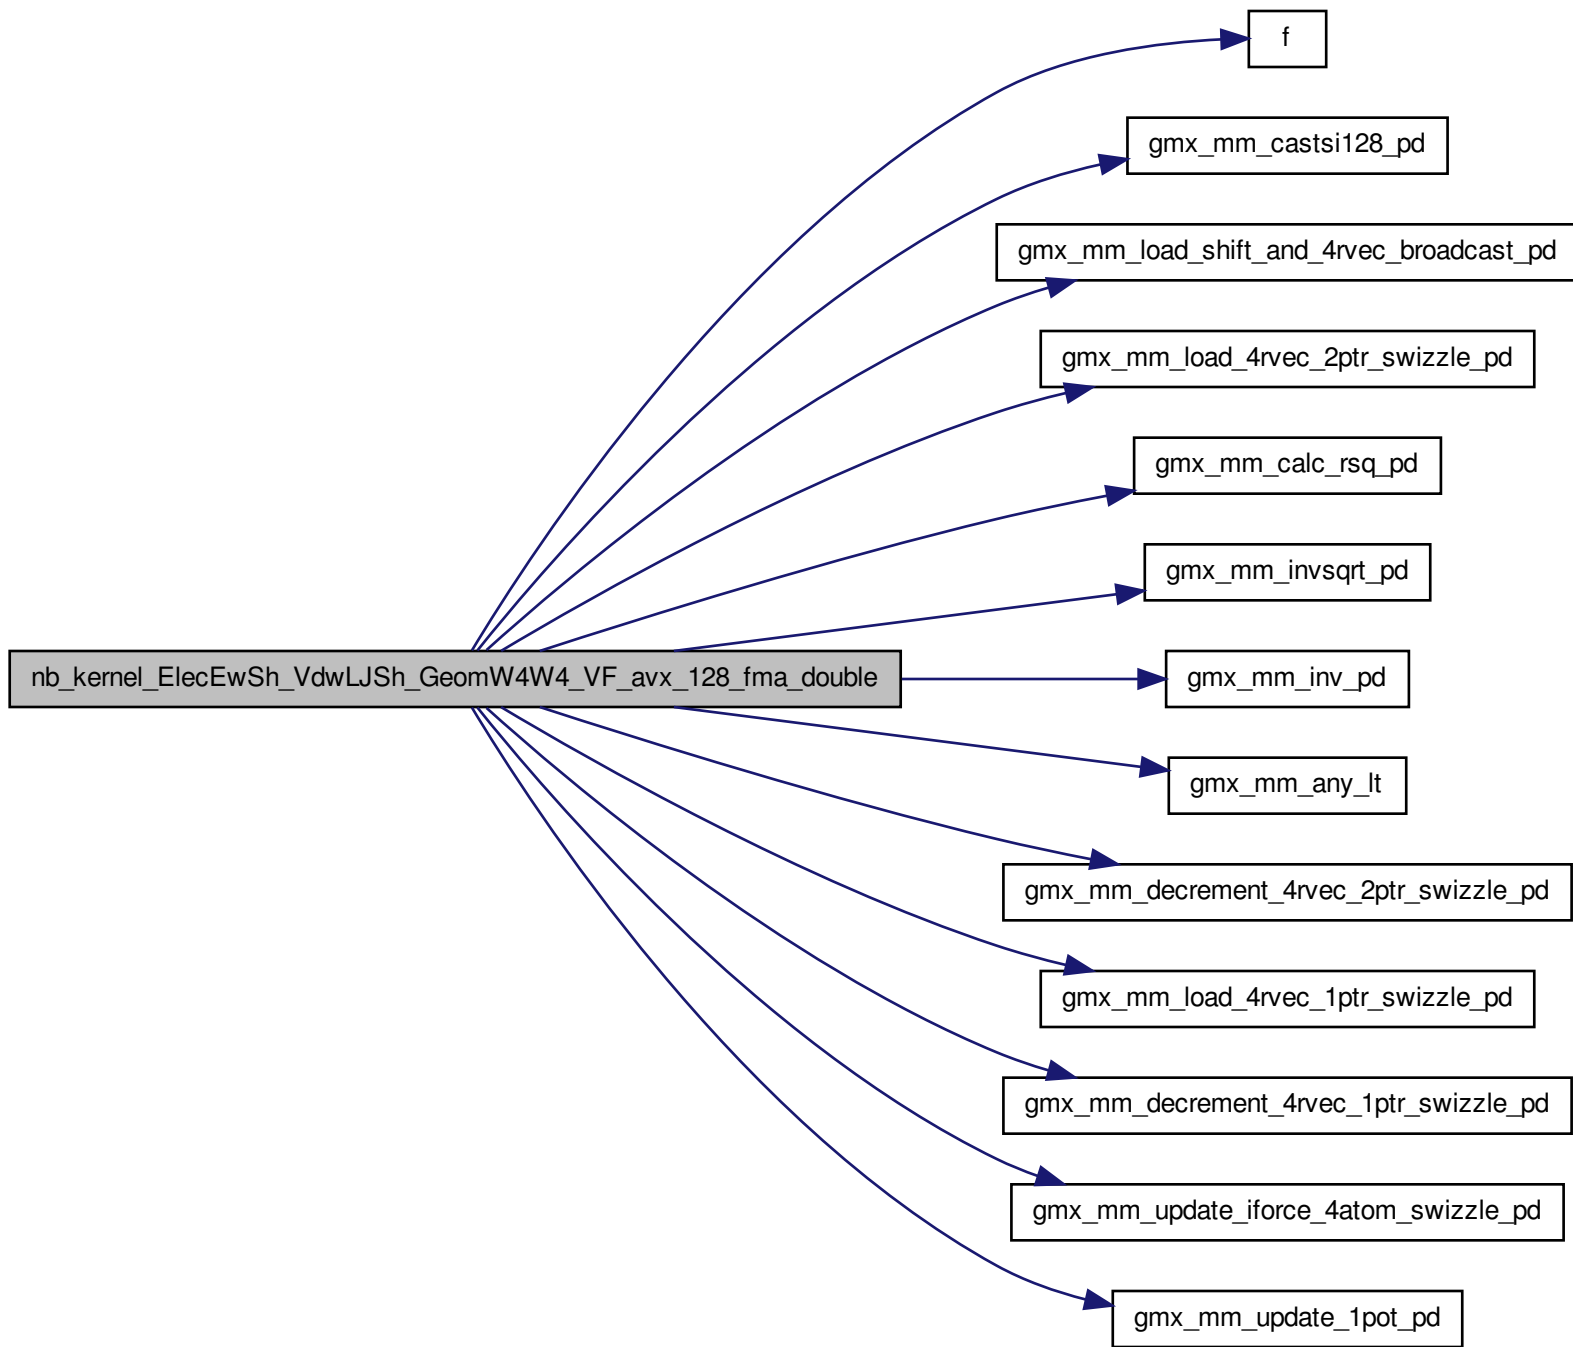 f
gmx_mm_castsi128_pd
gmx_mm_load_shift_and_4rvec_broadcast_pd
gmx_mm_load_4rvec_2ptr_swizzle_pd
gmx_mm_calc_rsq_pd
gmx_mm_invsqrt_pd
nb_kernel_ElecEwSh_VdwLJSh_GeomW4W4_VF_avx_128_fma_double
gmx_mm_inv_pd
gmx_mm_any_lt
gmx_mm_decrement_4rvec_2ptr_swizzle_pd
gmx_mm_load_4rvec_1ptr_swizzle_pd
gmx_mm_decrement_4rvec_1ptr_swizzle_pd
gmx_mm_update_iforce_4atom_swizzle_pd
gmx_mm_update_1pot_pd